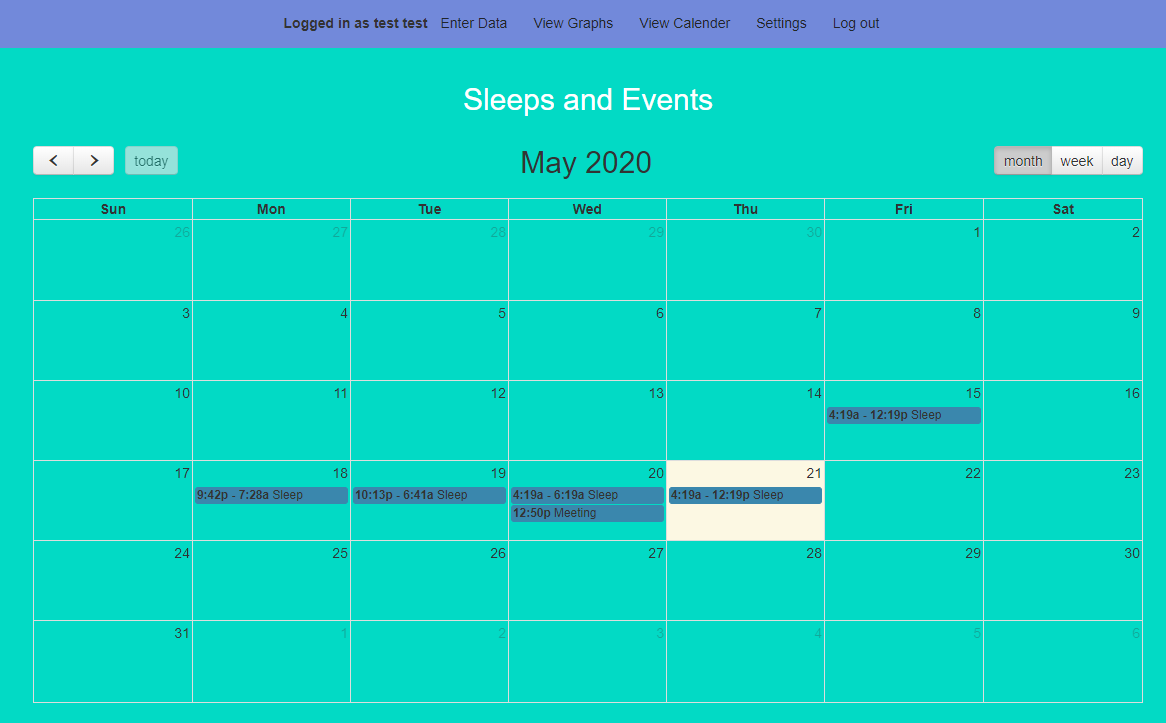 Logged in as test test Enter Data View Graphs View Calender Settings Log out
Sleeps and Events
today May 2020 month week day
Sun Mon Tue Wed Thu Fri Sat
26 27 28 29 30 1 2
3 4 5 6 7 8 9
10 11 12 13 14 15 16
4:19a - 12:19p Sleep
17 18 19 20 21 22 23
9:42p - 7:28a Sleep 10:13p - 6:41a Sleep 4:19a - 6:19a Sleep 4:19a - 12:19p Sleep
12:50p Meeting
24 25 26 27 28 29 30
31 1 2 3 4 5 6